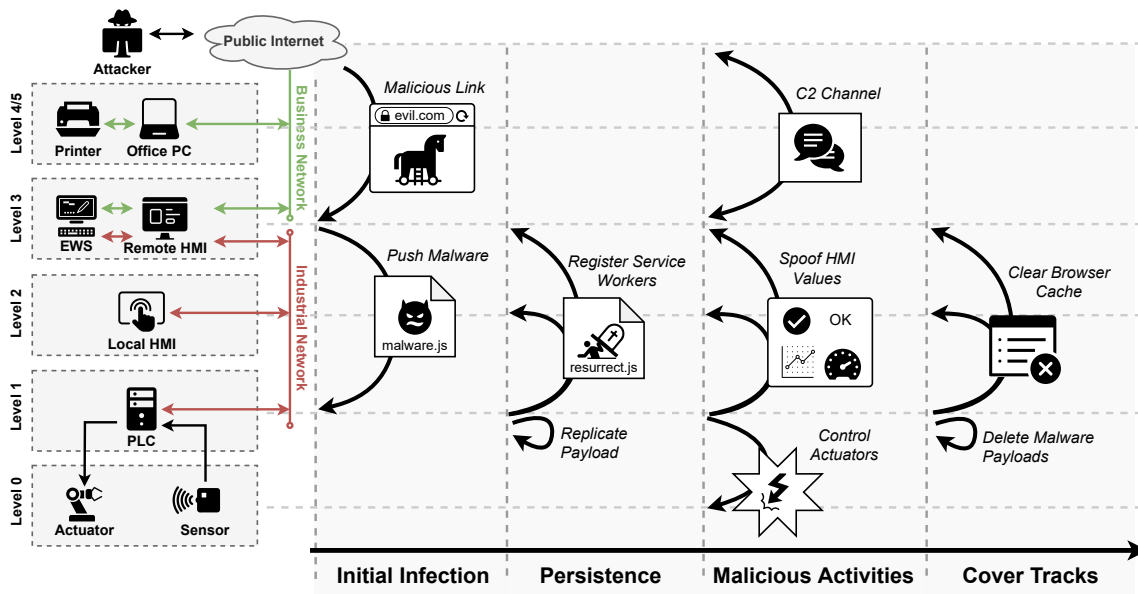 Public Internet
Attacker
Level 4/5
Printer
Office PC
Business Network
Level 3
EWS
Remote HMI
Level 2
Local HMI
Industrial Network
Level 1
PLC
Level 0
Actuator
Sensor
Malicious Link
evil.com
Push Malware
malware.js
Register Service
Workers
resurrect.js
Replicate
Payload
C2 Channel
Spoof HMI
Values
OK
Control
Actuators
Clear Browser
Cache
Delete Malware
Payloads
Initial Infection
Persistence
Malicious Activities
Cover Tracks